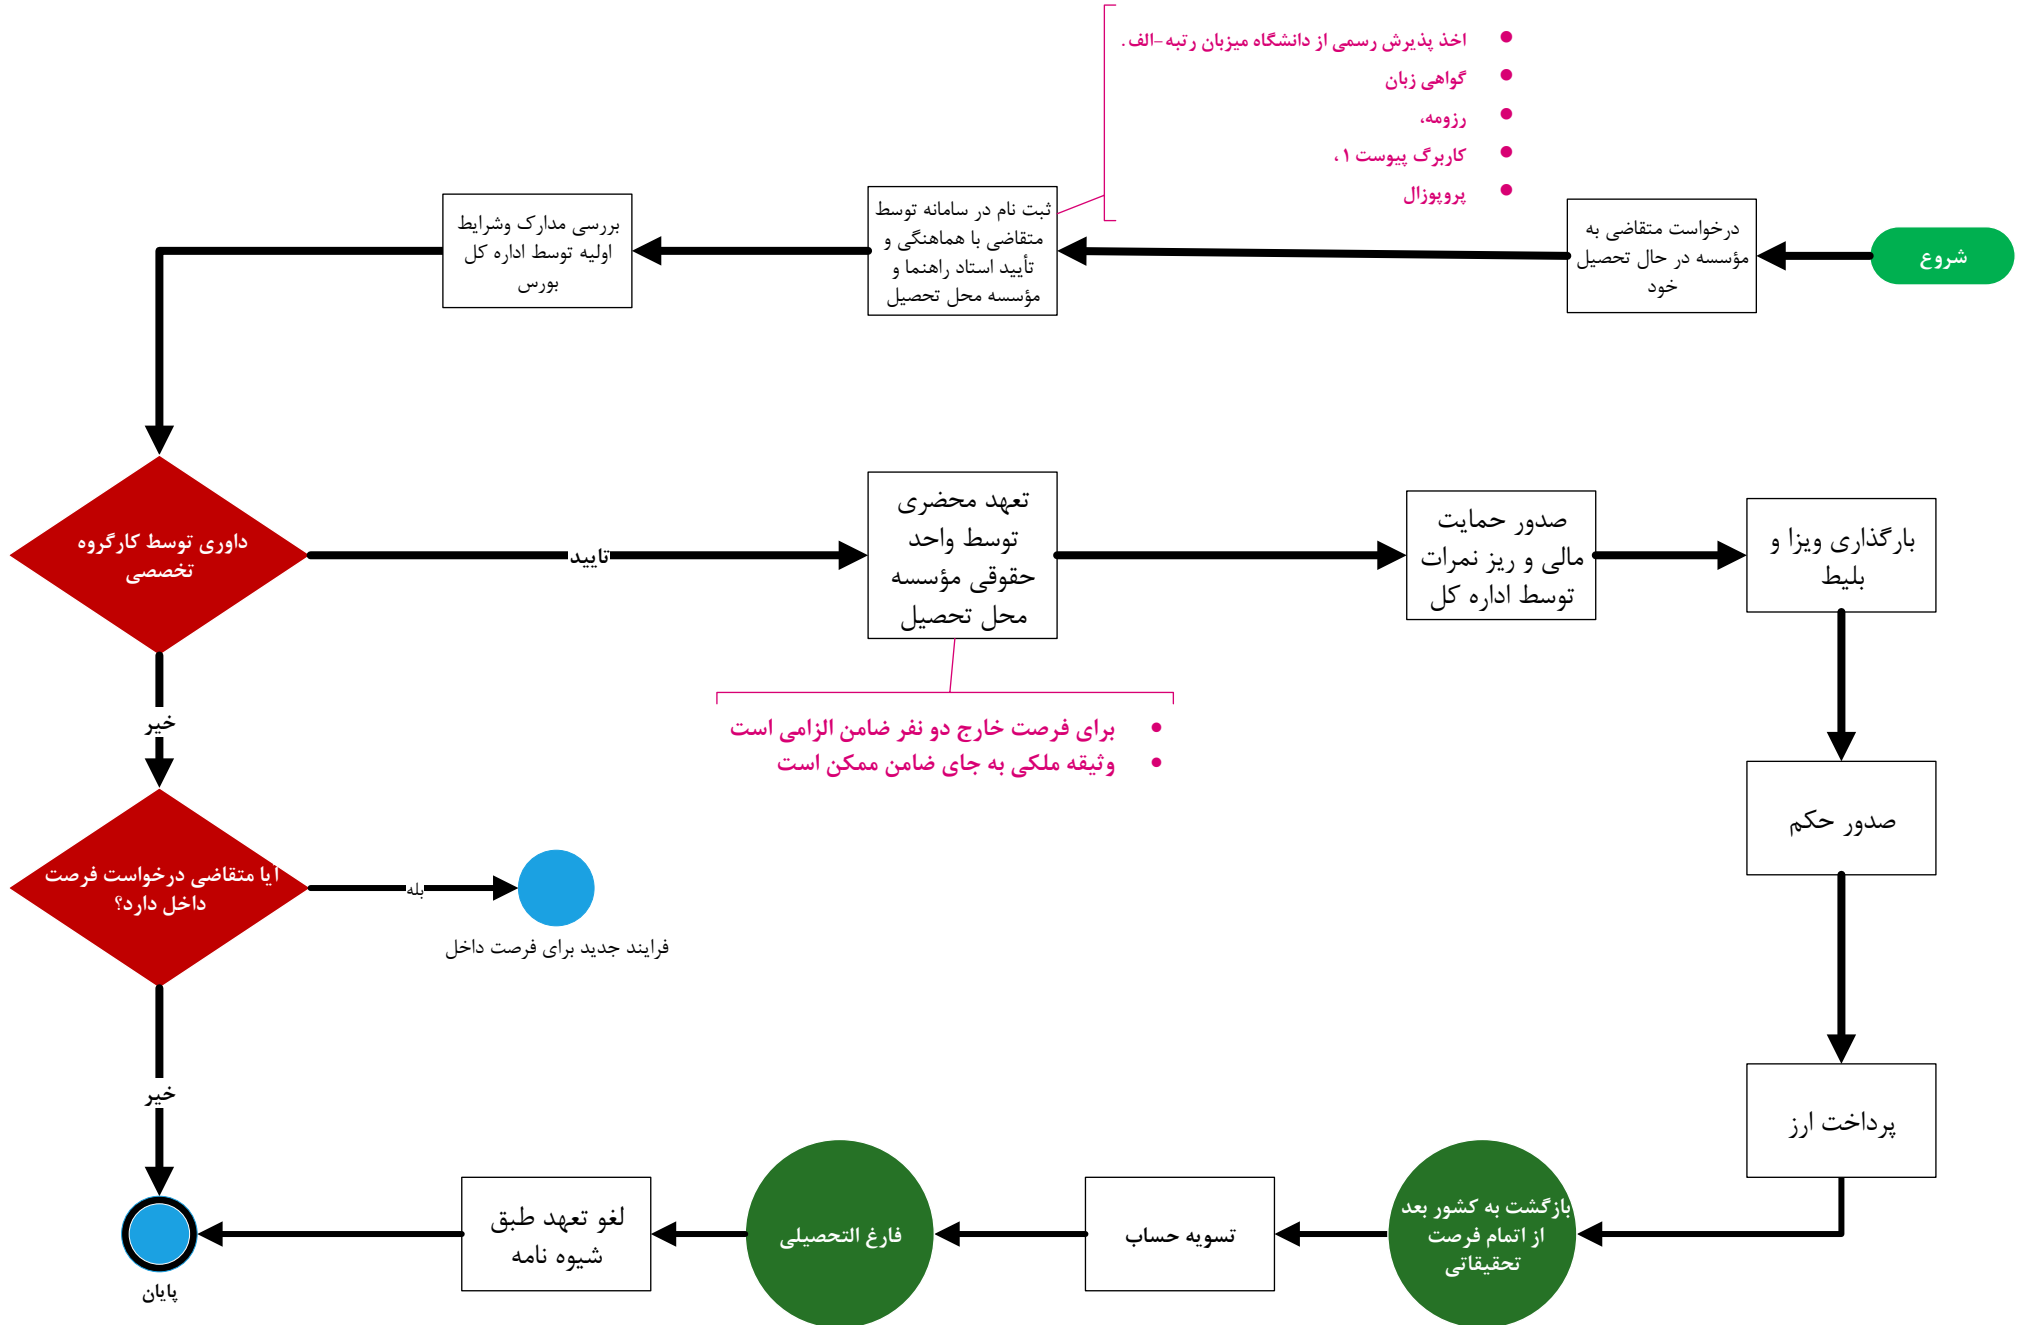 اخذ پذیرش رسمی از دانشگاه میزبان رتبه -الف.
گواهی زبان
رزومه،
کاربرگ پیوست ۱،
پروپوزال
شروع
درخواست متقاضی به
مؤسسه در حال تحصیل
خود
ثبت نام در سامانه توسط
متقاضی با هماهنگی و
تأیید استاد راهنما و
مؤسسه محل تحصیل
بررسی مدارک وشرایط
اولیه توسط اداره کل
بورس
داوری توسط کارگروه
تخصصی
تایید
تعهد محضری
توسط واحد
حقوقی مؤسسه
محل تحصیل
صدور حمایت
مالی و ریز نمرات
توسط اداره کل
بارگذاری ویزا و
بلیط
خیر
برای فرصت خارج دو نفر ضامن الزامی است
وثیقه ملکی به جای ضامن ممکن است
صدور حکم
آیا متقاضی درخواست فرصت
داخل دارد؟
بله
فرایند جدید برای فرصت داخل
خیر
پرداخت ارز
بازگشت به کشور بعد
از اتمام فرصت
تحقیقاتی
تسویه حساب
فارغ التحصیلی
لغو تعهد طبق
شیوه نامه
پایان